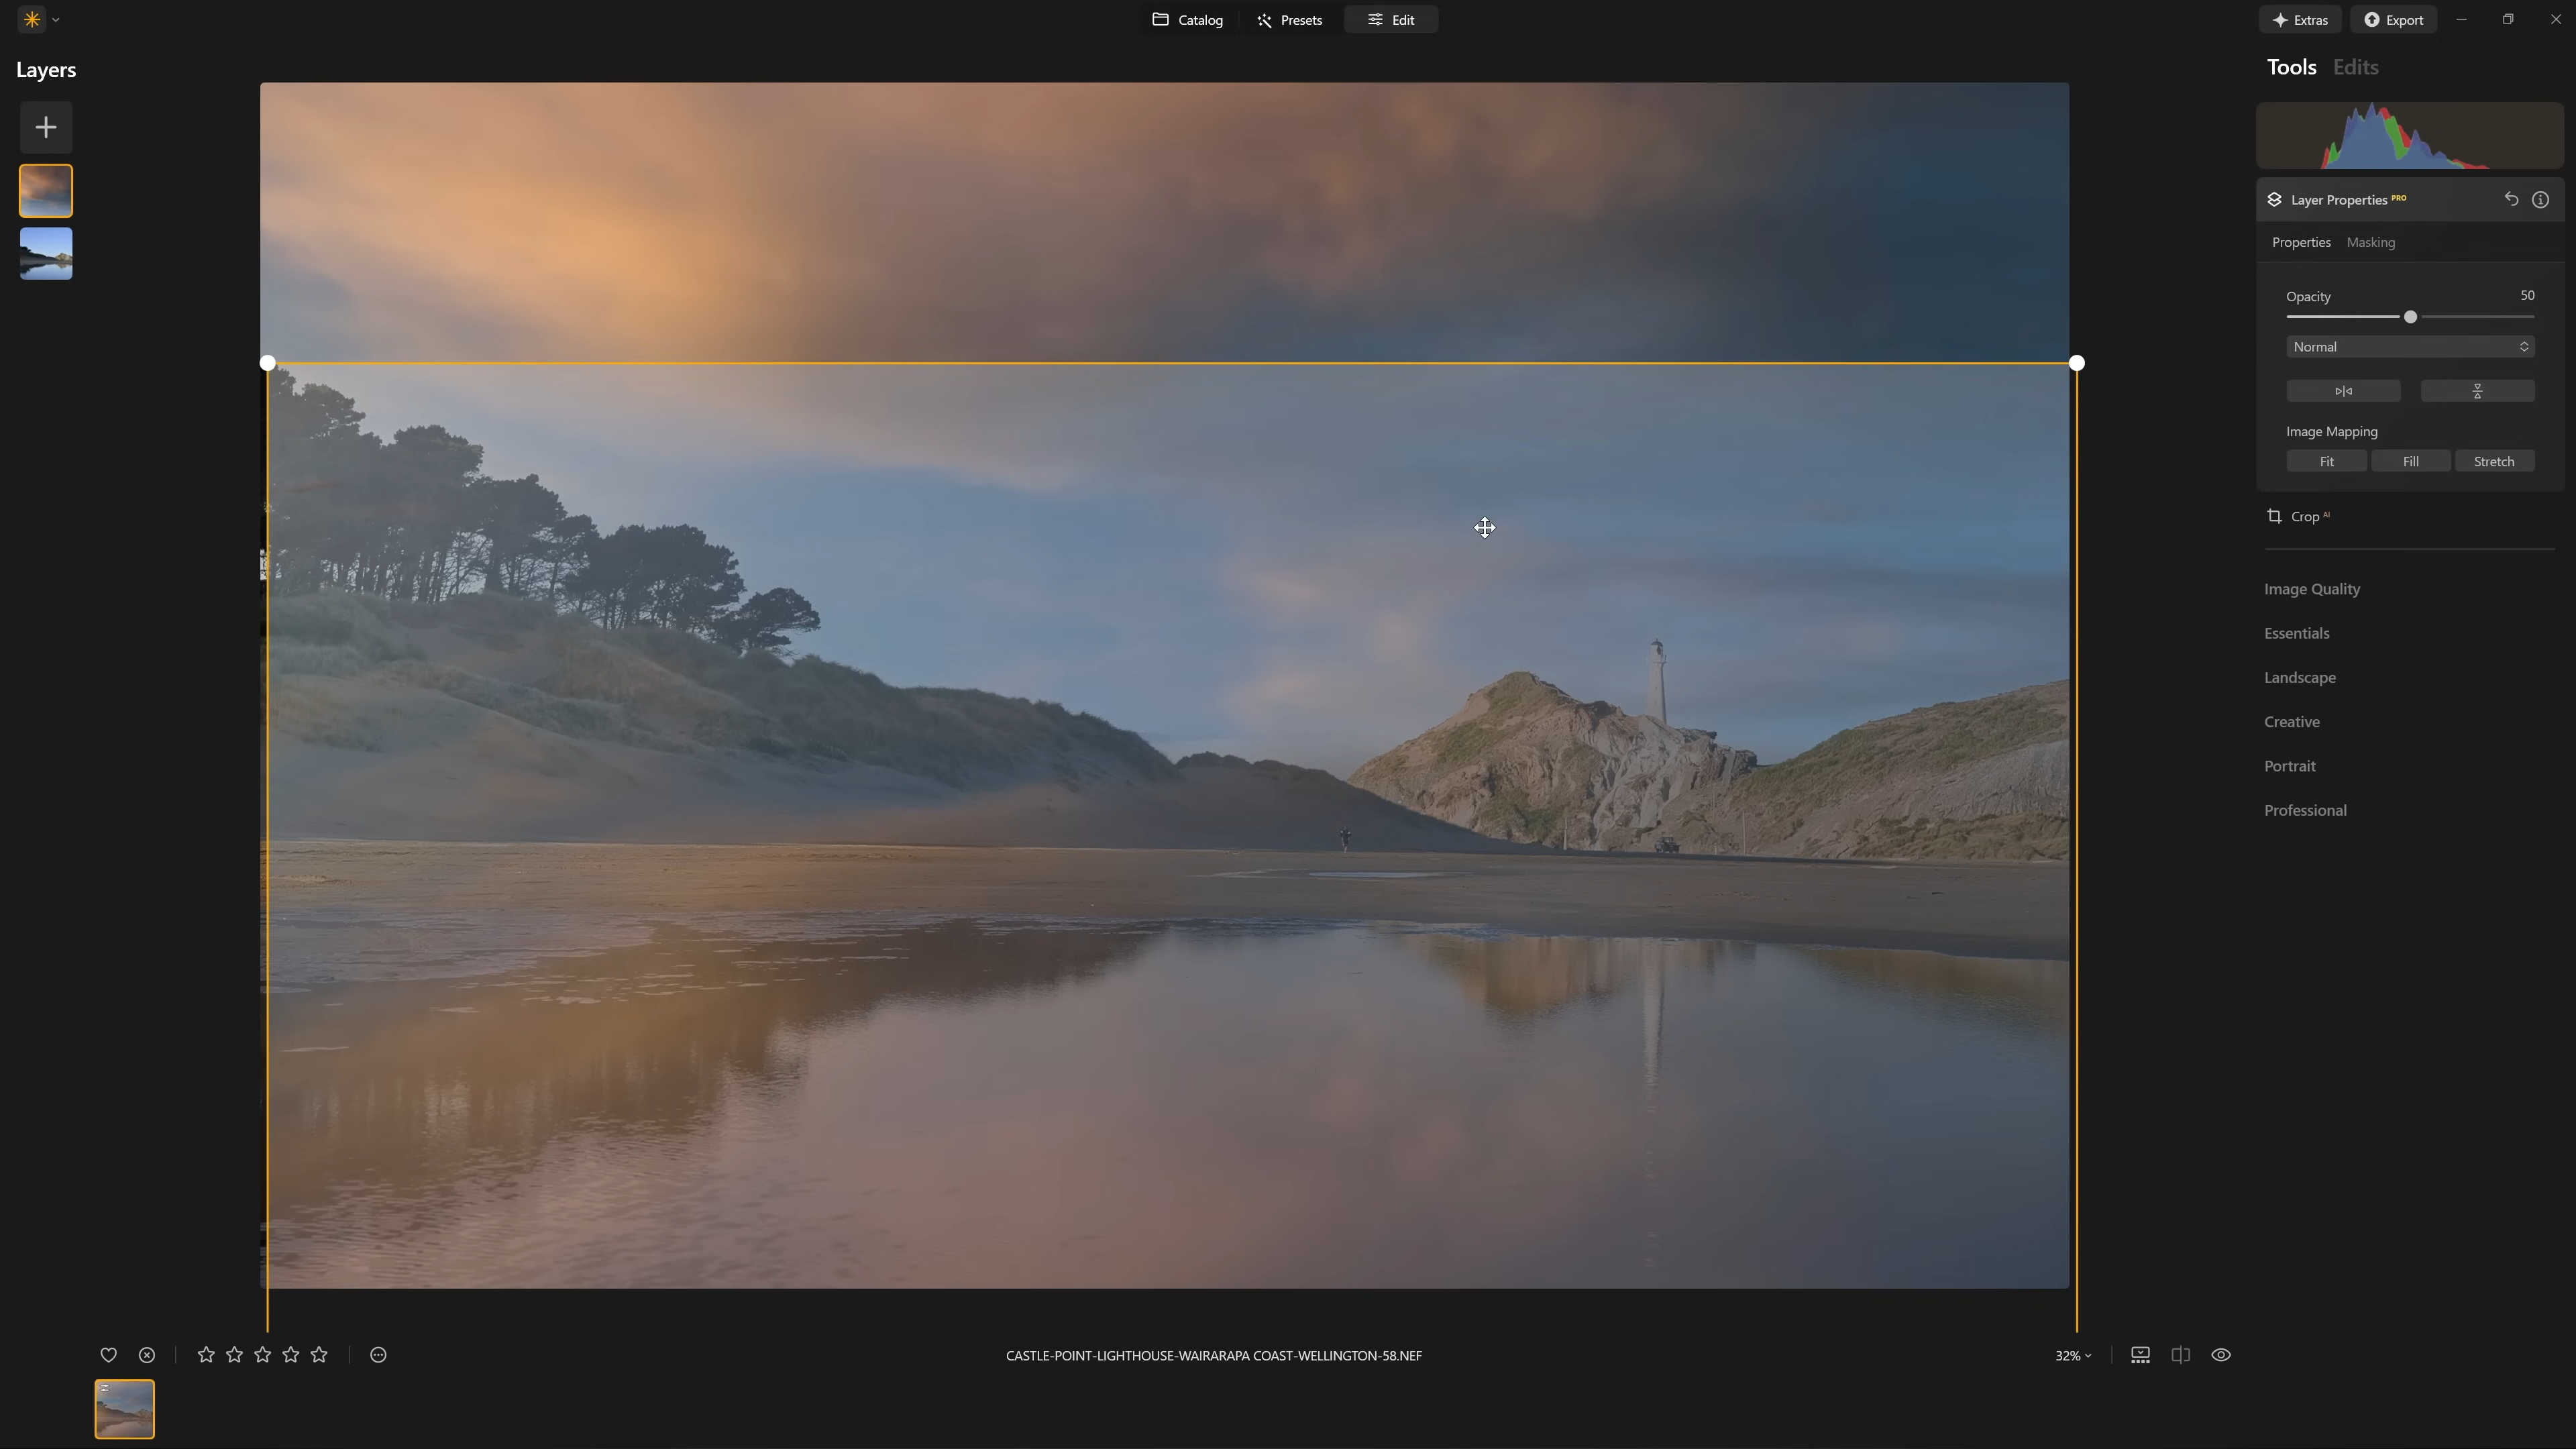 Catalog
Presets
Edit
Extras
Export
Layers
Tools
Edits
Layer Properties PRO
Properties
Masking
Opacity
50
Normal
Image Mapping
Fit
Fill
Stretch
Crop AI
Image Quality
Essentials
Landscape
Creative
Portrait
Professional
CASTLE-POINT-LIGHTHOUSE-WAIRARAPA COAST-WELLINGTON-58.NEF
32%